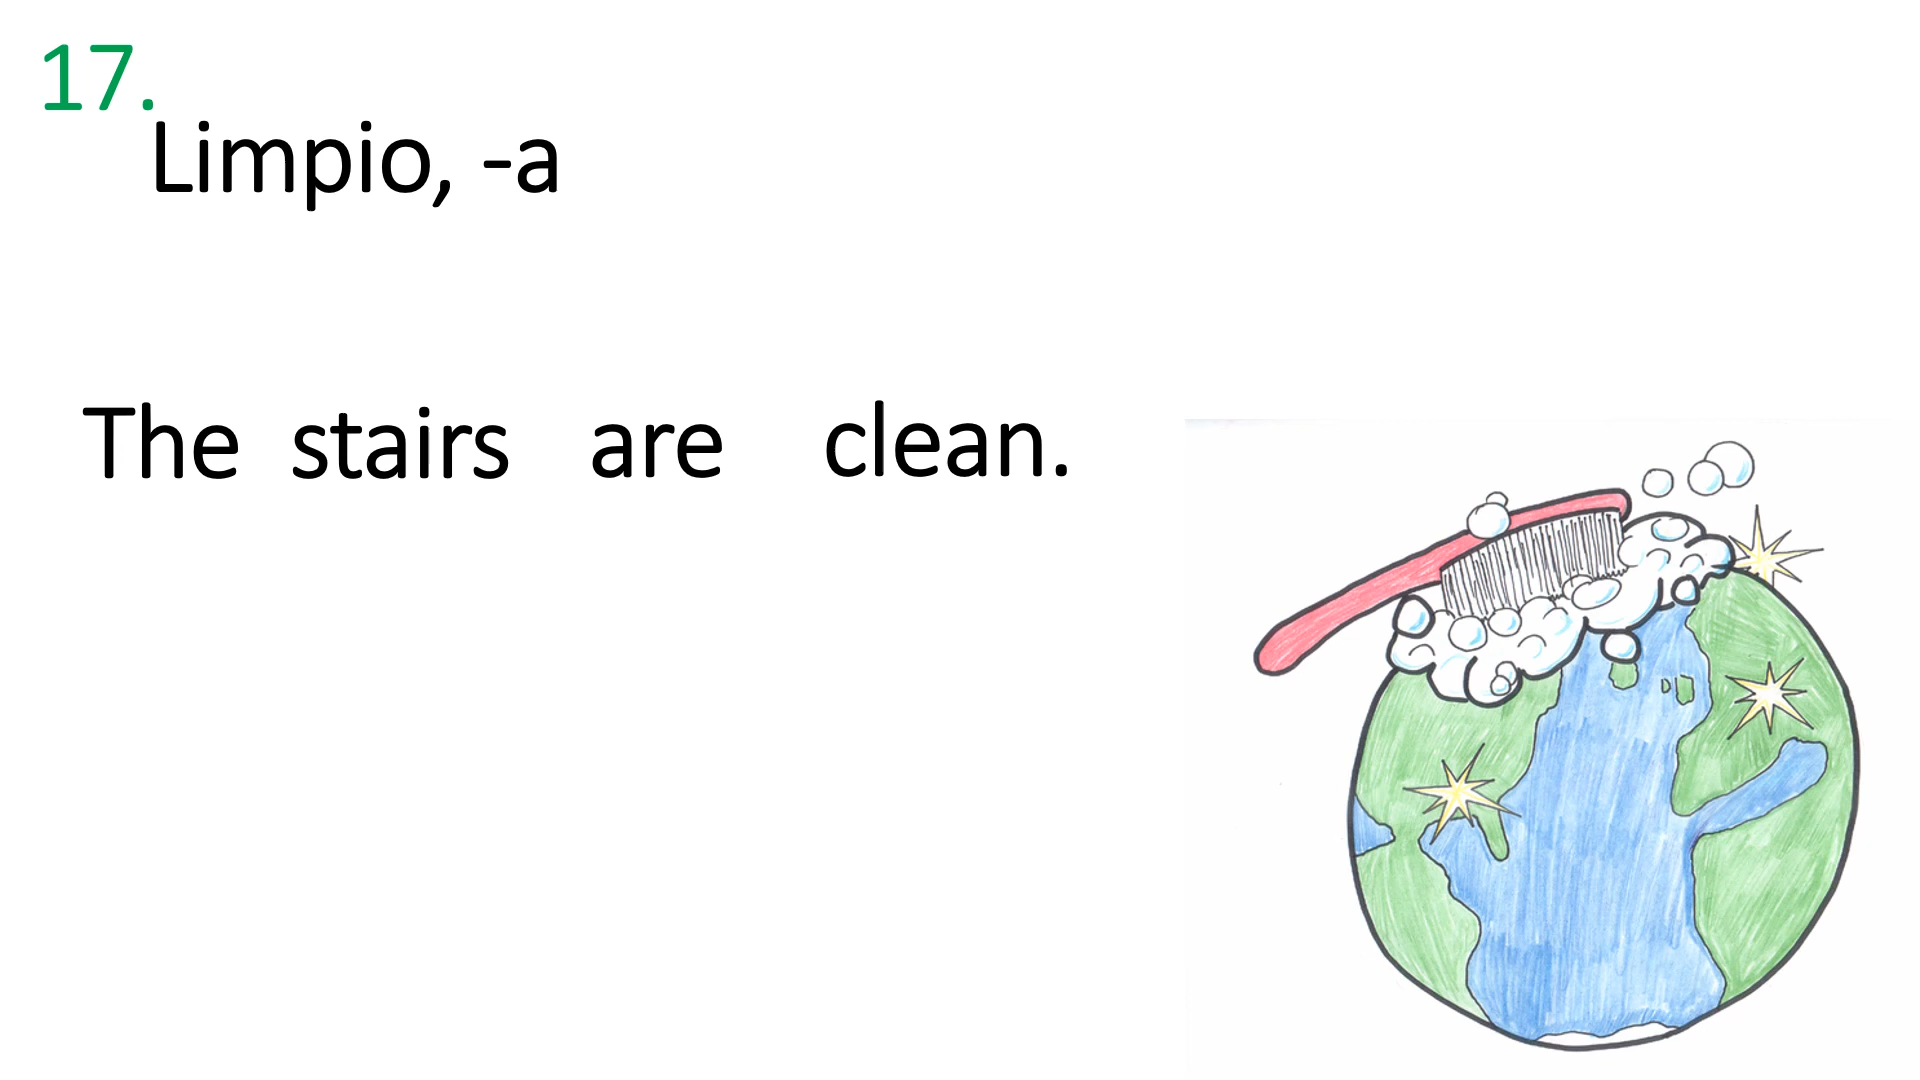 17.
Limpio, -a
The stairs are clean.